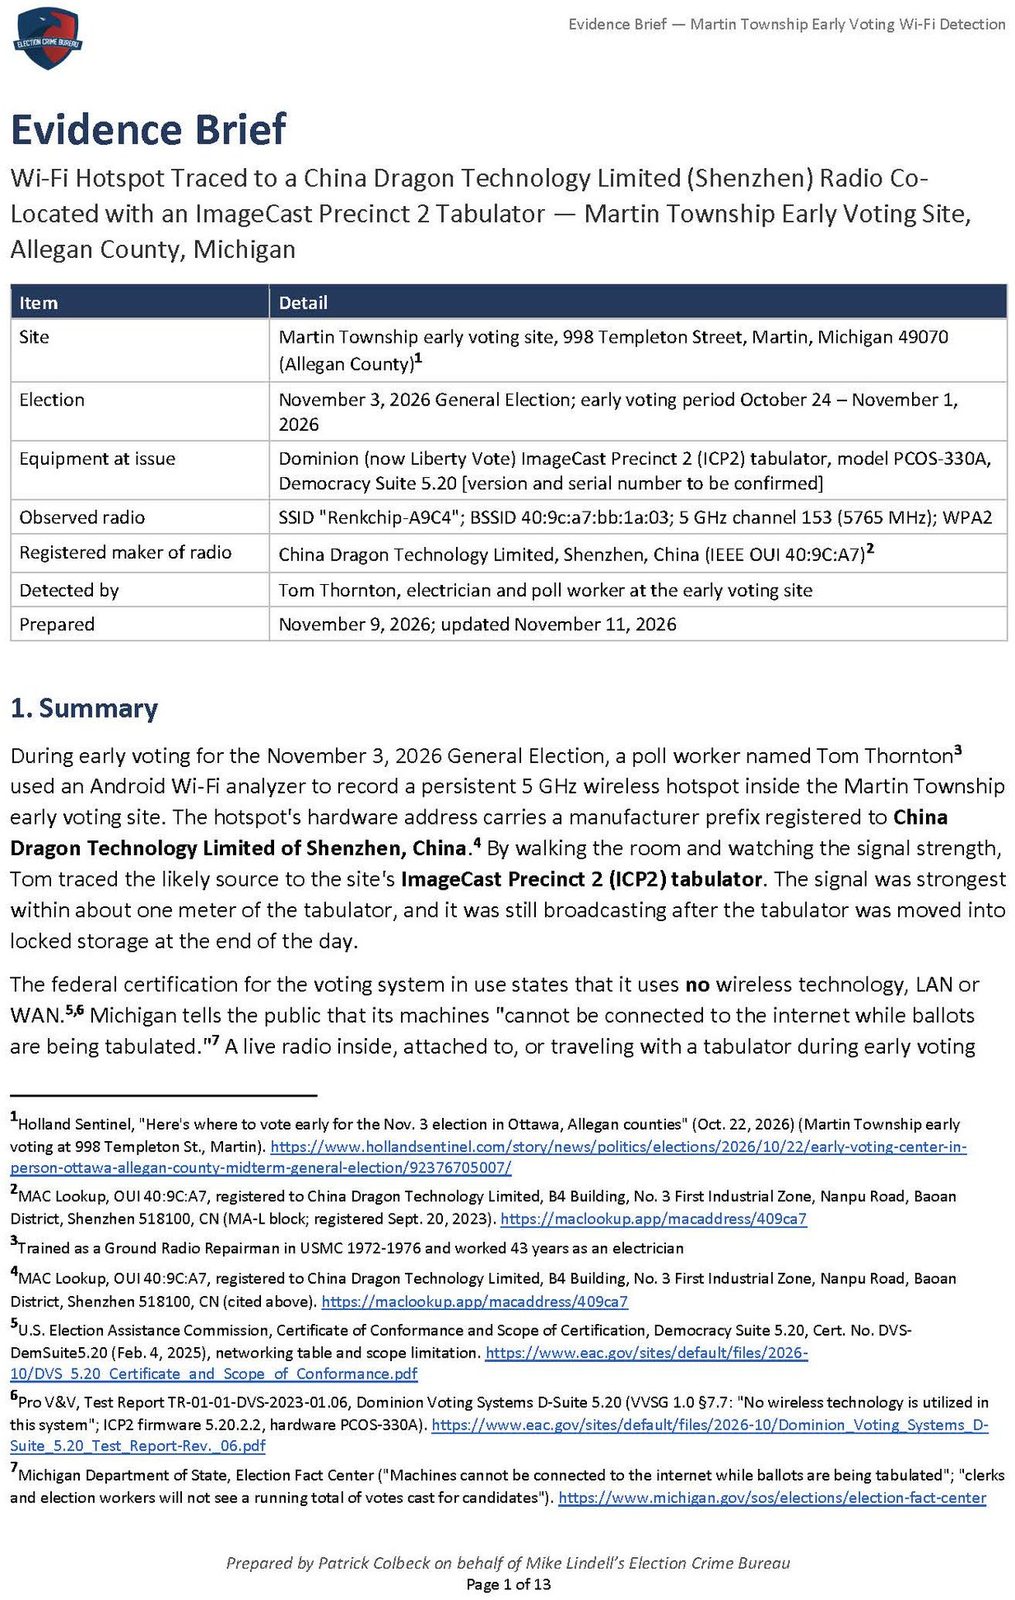 ELECTION CRIME BUREAU
Evidence Brief — Martin Township Early Voting Wi-Fi Detection
Evidence Brief
Wi-Fi Hotspot Traced to a China Dragon Technology Limited (Shenzhen) Radio Co-
Located with an ImageCast Precinct 2 Tabulator — Martin Township Early Voting Site,
Allegan County, Michigan
Item Detail
Site Martin Township early voting site, 998 Templeton Street, Martin, Michigan 49070
(Allegan County)1
Election November 3, 2026 General Election; early voting period October 24 – November 1,
2026
Equipment at issue Dominion (now Liberty Vote) ImageCast Precinct 2 (ICP2) tabulator, model PCOS-330A,
Democracy Suite 5.20 [version and serial number to be confirmed]
Observed radio SSID "Renkchip-A9C4"; BSSID 40:9c:a7:bb:1a:03; 5 GHz channel 153 (5765 MHz); WPA2
Registered maker of radio China Dragon Technology Limited, Shenzhen, China (IEEE OUI 40:9C:A7)2
Detected by Tom Thornton, electrician and poll worker at the early voting site
Prepared November 9, 2026; updated November 11, 2026
1. Summary
During early voting for the November 3, 2026 General Election, a poll worker named Tom Thornton3
used an Android Wi-Fi analyzer to record a persistent 5 GHz wireless hotspot inside the Martin Township
early voting site. The hotspot's hardware address carries a manufacturer prefix registered to China
Dragon Technology Limited of Shenzhen, China.4 By walking the room and watching the signal strength,
Tom traced the likely source to the site's ImageCast Precinct 2 (ICP2) tabulator. The signal was strongest
within about one meter of the tabulator, and it was still broadcasting after the tabulator was moved into
locked storage at the end of the day.
The federal certification for the voting system in use states that it uses no wireless technology, LAN or
WAN.5,6 Michigan tells the public that its machines "cannot be connected to the internet while ballots
are being tabulated."7 A live radio inside, attached to, or traveling with a tabulator during early voting
1Holland Sentinel, "Here's where to vote early for the Nov. 3 election in Ottawa, Allegan counties" (Oct. 22, 2026) (Martin Township early
voting at 998 Templeton St., Martin). https://www.hollandsentinel.com/story/news/politics/elections/2026/10/22/early-voting-center-in-
person-ottawa-allegan-county-midterm-general-election/92376705007/
2MAC Lookup, OUI 40:9C:A7, registered to China Dragon Technology Limited, B4 Building, No. 3 First Industrial Zone, Nanpu Road, Baoan
District, Shenzhen 518100, CN (MA-L block; registered Sept. 20, 2023). https://maclookup.app/macaddress/409ca7
3Trained as a Ground Radio Repairman in USMC 1972-1976 and worked 43 years as an electrician
4MAC Lookup, OUI 40:9C:A7, registered to China Dragon Technology Limited, B4 Building, No. 3 First Industrial Zone, Nanpu Road, Baoan
District, Shenzhen 518100, CN (cited above). https://maclookup.app/macaddress/409ca7
5U.S. Election Assistance Commission, Certificate of Conformance and Scope of Certification, Democracy Suite 5.20, Cert. No. DVS-
DemSuite5.20 (Feb. 4, 2025), networking table and scope limitation. https://www.eac.gov/sites/default/files/2026-
10/DVS_5.20_Certificate_and_Scope_of_Conformance.pdf
6Pro V&V, Test Report TR-01-01-DVS-2023-01.06, Dominion Voting Systems D-Suite 5.20 (VVSG 1.0 §7.7: "No wireless technology is utilized in
this system"; ICP2 firmware 5.20.2.2, hardware PCOS-330A). https://www.eac.gov/sites/default/files/2026-10/Dominion_Voting_Systems_D-
Suite_5.20_Test_Report-Rev._06.pdf
7Michigan Department of State, Election Fact Center ("Machines cannot be connected to the internet while ballots are being tabulated"; "clerks
and election workers will not see a running total of votes cast for candidates"). https://www.michigan.gov/sos/elections/election-fact-center
Prepared by Patrick Colbeck on behalf of Mike Lindell’s Election Crime Bureau
Page 1 of 13